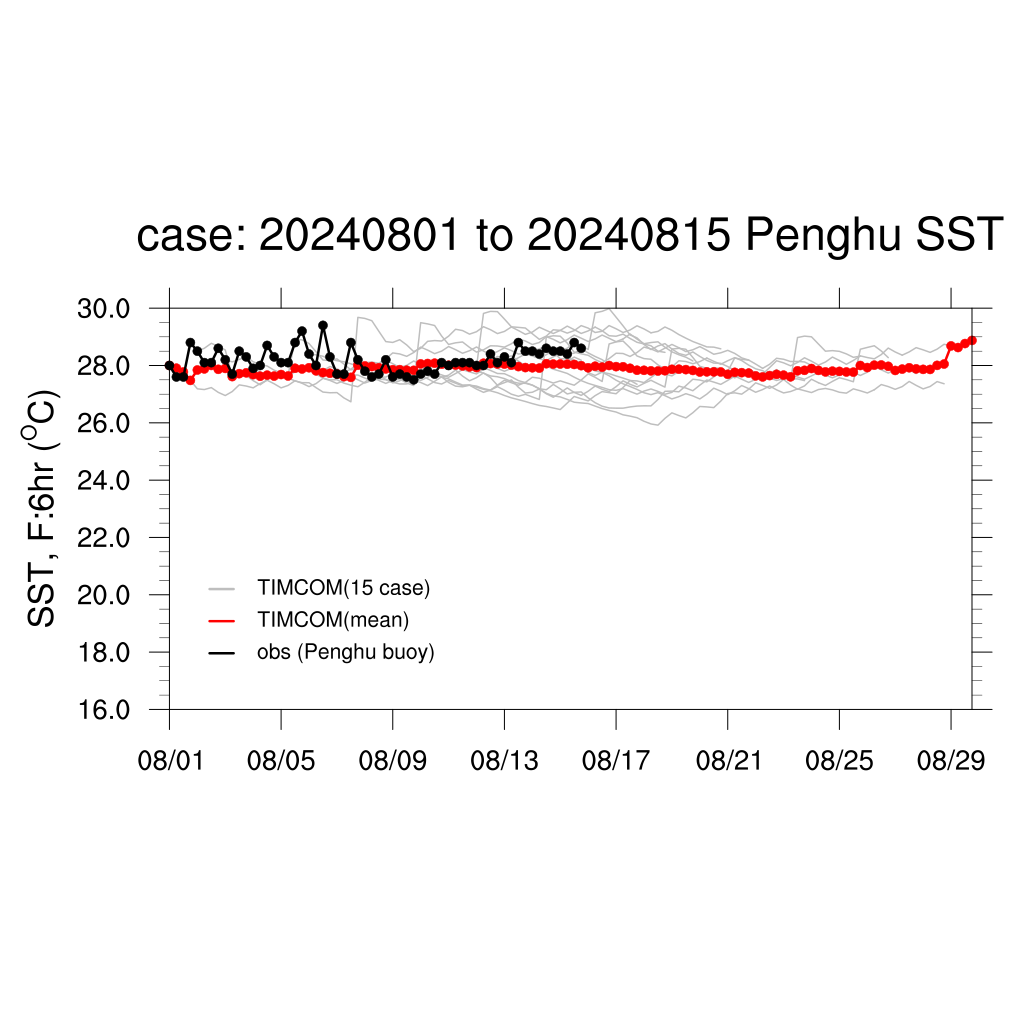 case: 20240801 to 20240815 Penghu SST
SST, F:6hr (°C)
30.0
28.0
26.0
24.0
22.0
20.0
18.0
16.0
TIMCOM(15 case)
TIMCOM(mean)
obs (Penghu buoy)
08/01 08/05 08/09 08/13 08/17 08/21 08/25 08/29